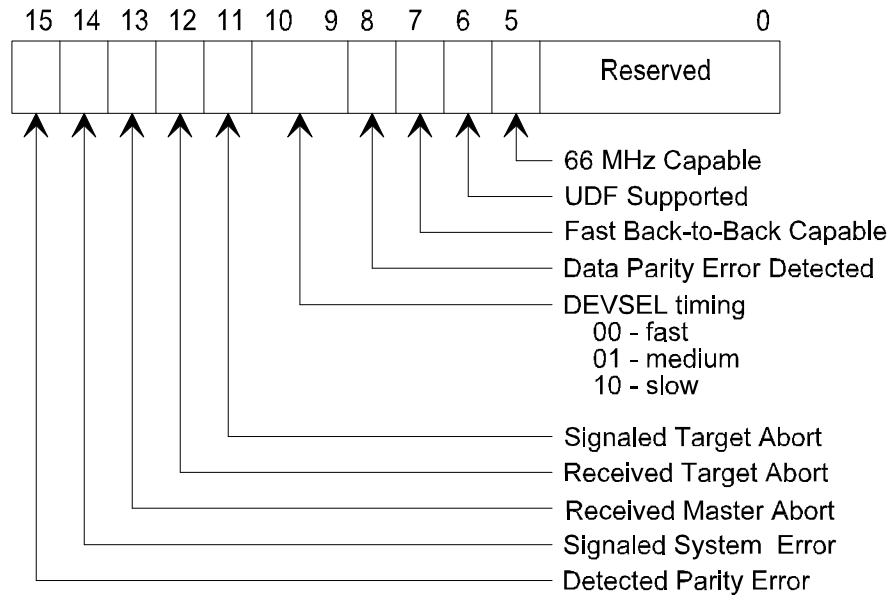 15 14 13 12 11 10 9 8 7 6 5 0
Reserved
66 MHz Capable
UDF Supported
Fast Back-to-Back Capable
Data Parity Error Detected
DEVSEL timing
00 - fast
01 - medium
10 - slow
Signaled Target Abort
Received Target Abort
Received Master Abort
Signaled System Error
Detected Parity Error